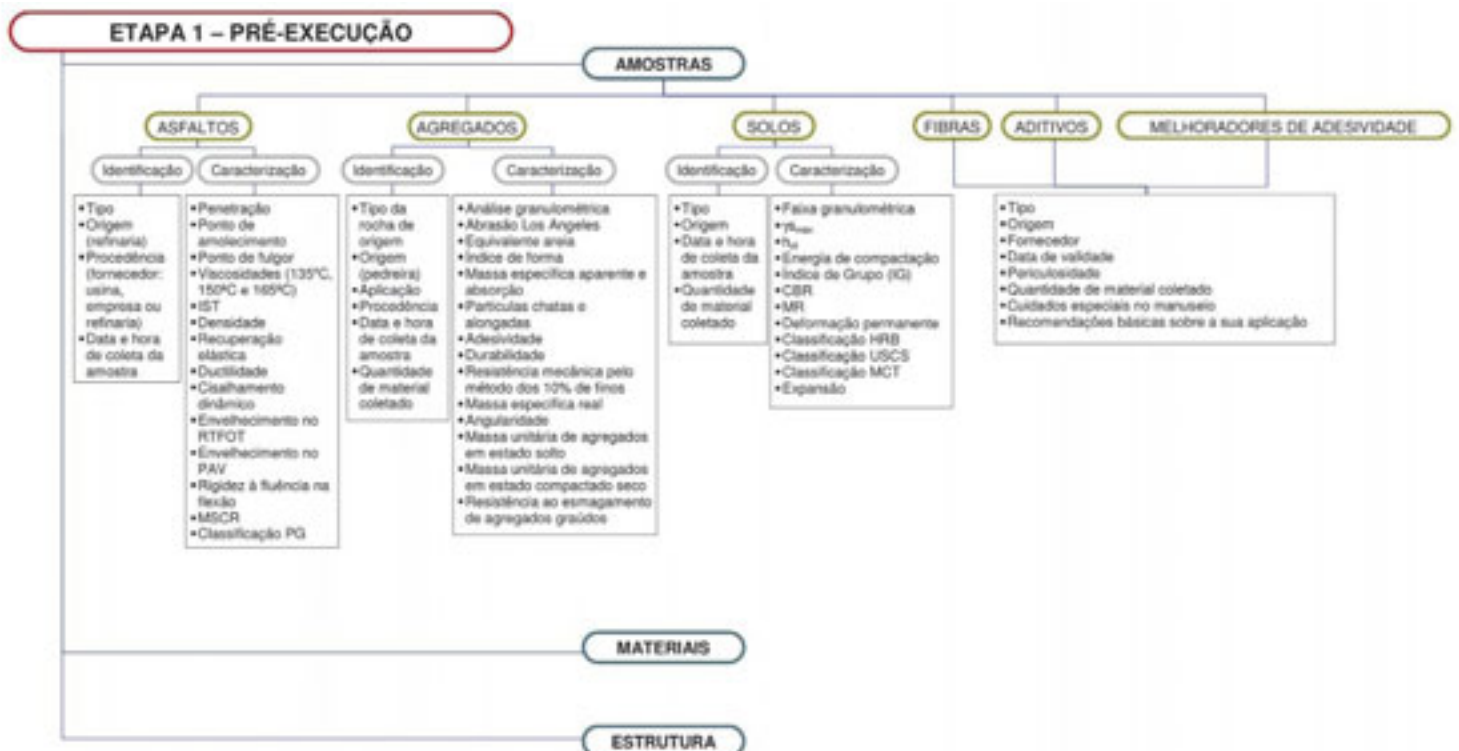 ETAPA 1 – PRÉ-EXECUÇÃO
AMOSTRAS
ASFALTOS
AGREGADOS
SOLOS
FIBRAS
ADITIVOS
MELHORADORES DE ADESIVIDADE
Identificação
Caracterização
Identificação
Caracterização
Identificação
Caracterização
•Tipo
•Origem
(refinaria)
•Procedência
(fornecedor:
usina,
empresa ou
refinaria)
•Data e hora
de coleta da
amostra
•Penetração
•Ponto de
amolecimento
•Ponto de fulgor
•Viscosidades (135ºC,
150ºC e 165ºC)
•IST
•Densidade
•Recuperação
elástica
•Ductilidade
•Cisalhamento
dinâmico
•Envelhecimento no
RTFOT
•Envelhecimento no
PAV
•Rigidez à fluência na
flexão
•MSCR
•Classificação PG
•Tipo da
rocha de
origem
•Origem
(pedreira)
•Aplicação
•Procedência
•Data e hora
de coleta da
amostra
•Quantidade
de material
coletado
•Análise granulométrica
•Abrasão Los Angeles
•Equivalente areia
•Índice de forma
•Massa específica aparente e
absorção
•Partículas chatas e
alongadas
•Adesividade
•Durabilidade
•Resistência mecânica pelo
método dos 10% de finos
•Massa específica real
•Angularidade
•Massa unitária de agregados
em estado solto
•Massa unitária de agregados
em estado compactado seco
•Resistência ao esmagamento
de agregados graúdos
•Tipo
•Origem
•Data e hora
de coleta da
amostra
•Quantidade
de material
coletado
•Faixa granulométrica
•Energia de compactação
•Índice de Grupo (IG)
•CBR
•MR
•Deformação permanente
•Classificação HRB
•Classificação USCS
•Classificação MCT
•Expansão
•Tipo
•Origem
•Fornecedor
•Data de validade
•Periculosidade
•Quantidade de material coletado
•Cuidados especiais no manuseio
•Recomendações básicas sobre a sua aplicação
MATERIAIS
ESTRUTURA